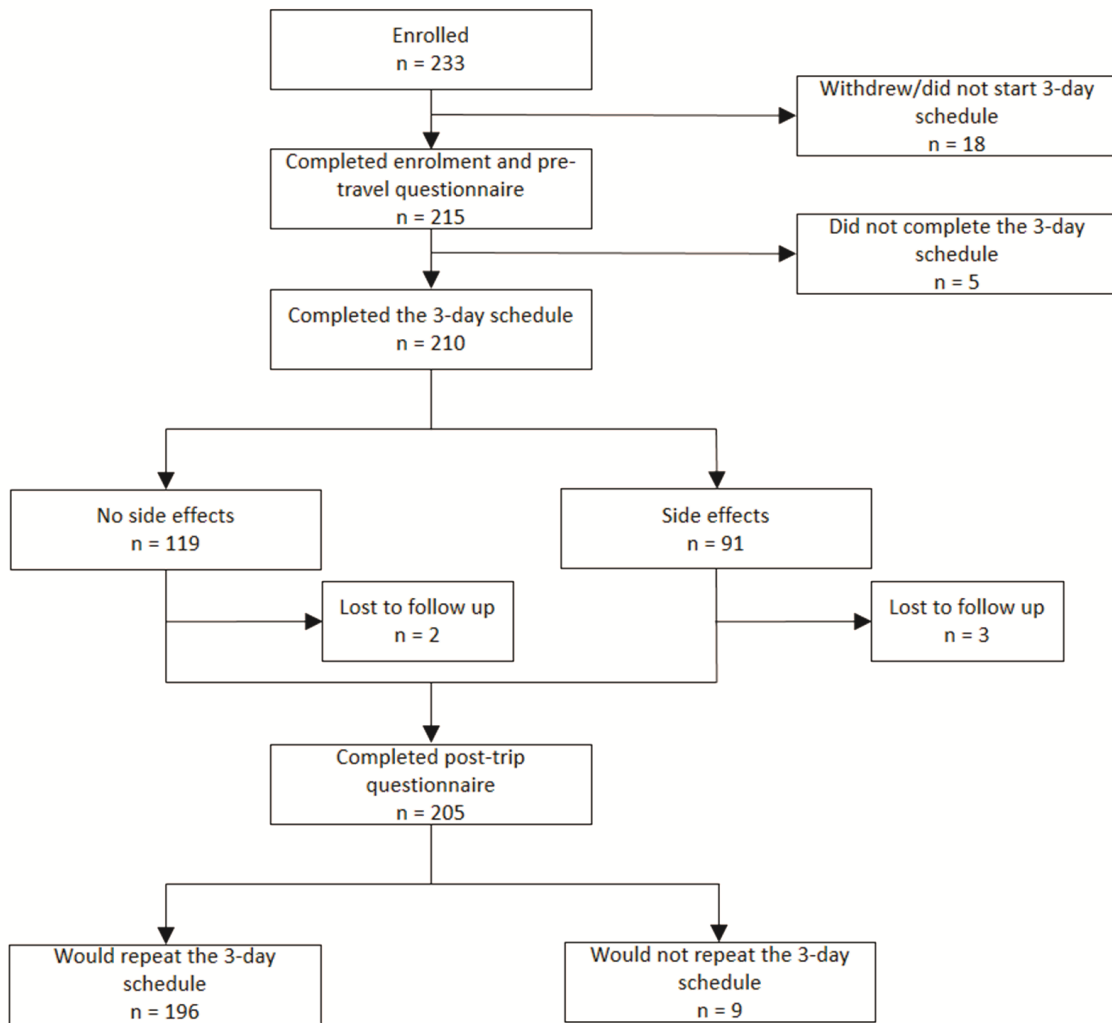 Enrolled
n = 233
Withdrew/did not start 3-day
schedule
n = 18
Completed enrolment and pre-
travel questionnaire
n = 215
Did not complete the 3-day
schedule
n = 5
Completed the 3-day schedule
n = 210
No side effects
n = 119
Side effects
n = 91
Lost to follow up
n = 2
Lost to follow up
n = 3
Completed post-trip
questionnaire
n = 205
Would repeat the 3-day
schedule
n = 196
Would not repeat the 3-day
schedule
n = 9